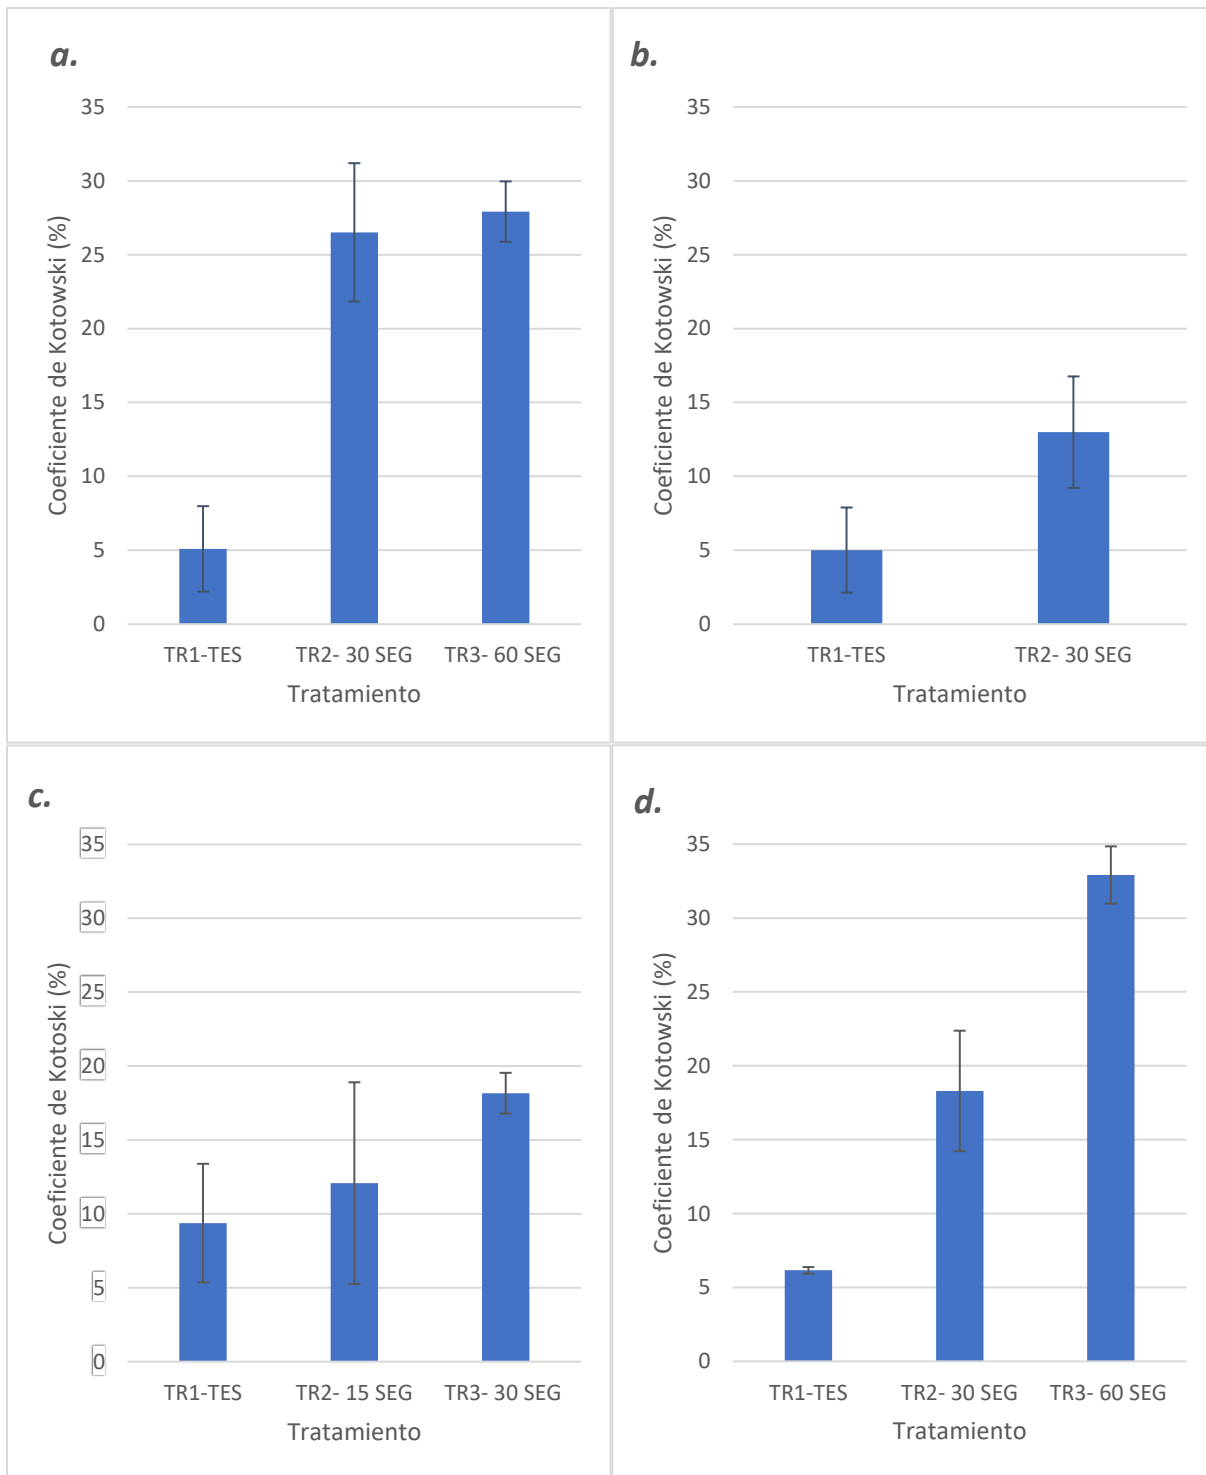 a.
35
30
25
20
15
10
5
0
Coeficiente de Kotowski (%)
TR1-TES TR2- 30 SEG TR3- 60 SEG
Tratamiento
b.
35
30
25
20
15
10
5
0
Coeficiente de Kotowski (%)
TR1-TES TR2- 30 SEG
Tratamiento
c.
35
30
25
20
15
10
5
0
Coeficiente de Kotoski (%)
TR1-TES TR2- 15 SEG TR3- 30 SEG
Tratamiento
d.
35
30
25
20
15
10
5
0
Coeficiente de Kotowski (%)
TR1-TES TR2- 30 SEG TR3- 60 SEG
Tratamiento